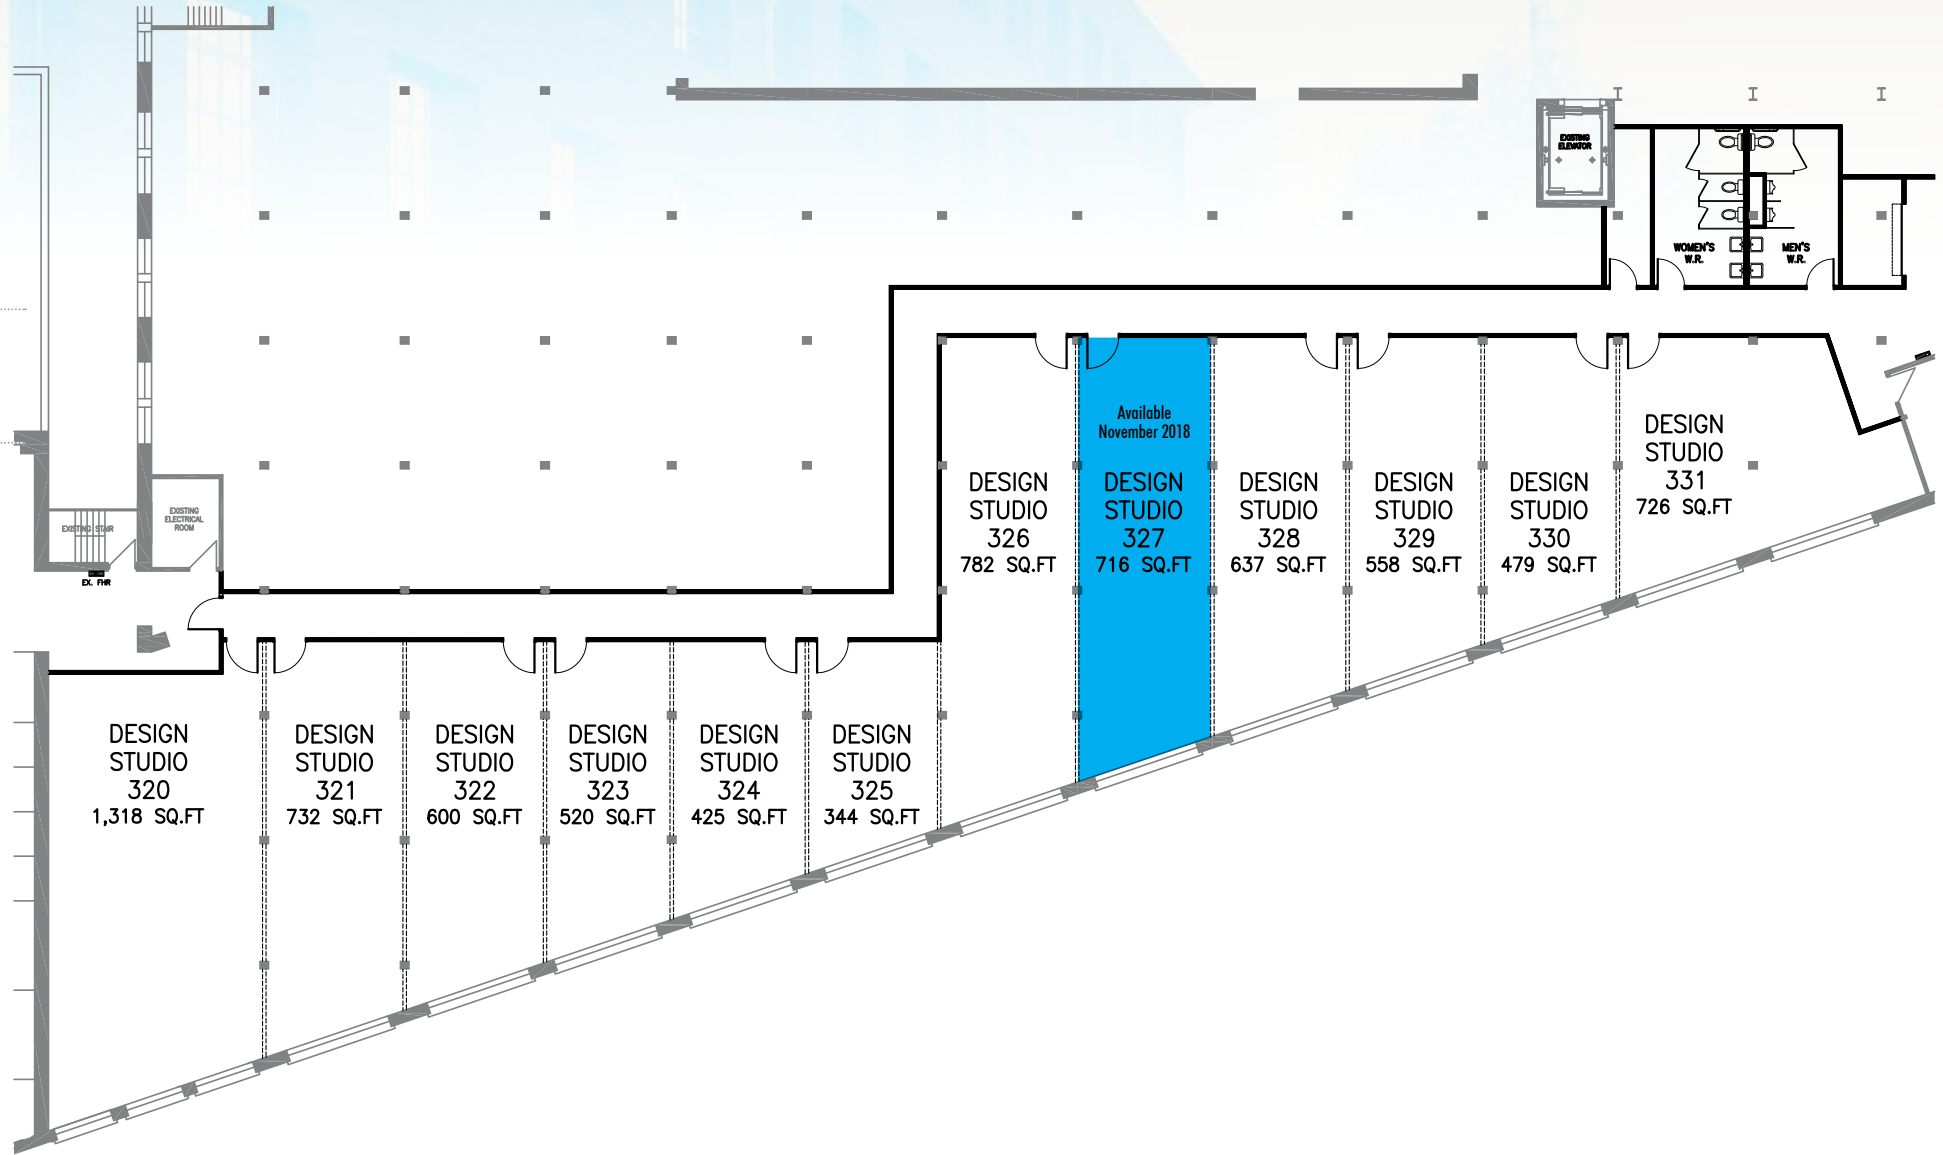 EXISTING
ELEVATOR
WOMEN'S
W.R.
MEN'S
W.R.
Available
November 2018
DESIGN
STUDIO
326
782 SQ.FT
DESIGN
STUDIO
327
716 SQ.FT
DESIGN
STUDIO
328
637 SQ.FT
DESIGN
STUDIO
329
558 SQ.FT
DESIGN
STUDIO
330
479 SQ.FT
DESIGN
STUDIO
331
726 SQ.FT
EXISTING STAIR
EXISTING
ELECTRICAL
ROOM
EX. FHR
DESIGN
STUDIO
320
1,318 SQ.FT
DESIGN
STUDIO
321
732 SQ.FT
DESIGN
STUDIO
322
600 SQ.FT
DESIGN
STUDIO
323
520 SQ.FT
DESIGN
STUDIO
324
425 SQ.FT
DESIGN
STUDIO
325
344 SQ.FT